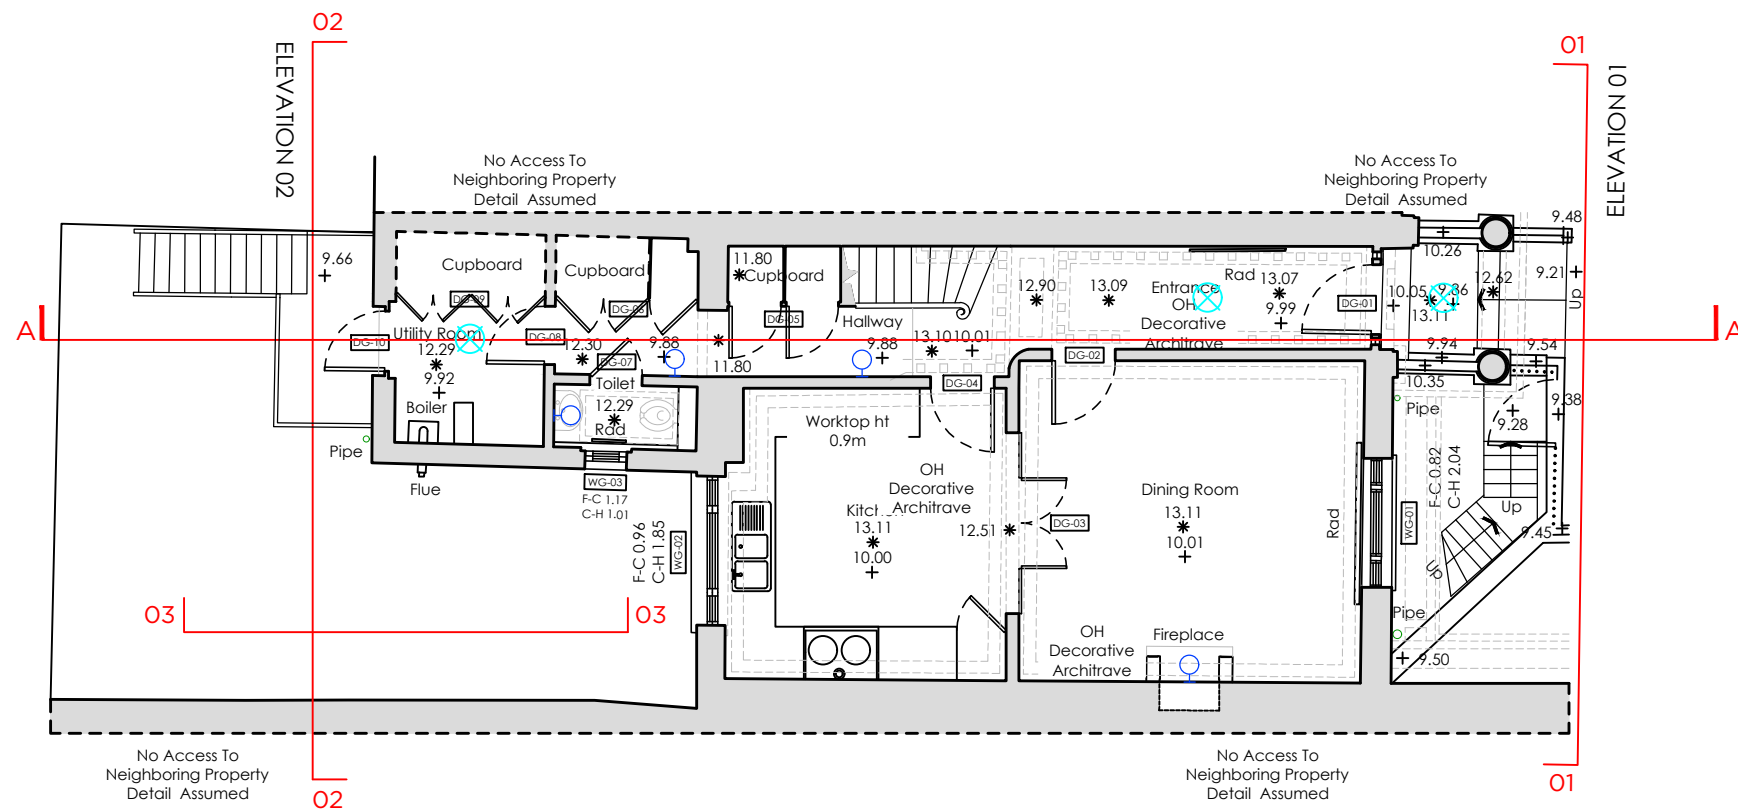 02
01
ELEVATION 02
ELEVATION 01
No Access To
Neighboring Property
Detail Assumed
No Access To
Neighboring Property
Detail Assumed
9.48
10.26
9.66
Cupboard
Cupboard
11.80
Cupboard
Rad
13.07
12.62
9.21
Up
12.90
13.09
Entrance
OH
Decorative
Architrave
9.99
10.05
9.86
13.11
DG-09
DG-06
DG-05
DG-01
A
A
DG-10
Utility Room
12.29
9.92
DG-08
12.30
DG-07
9.88
11.80
Hallway
9.88
13.10
10.01
DG-02
9.94
10.35
9.54
Toilet
12.29
Rad
DG-04
Boiler
Pipe
Flue
WG-03
F-C 1.17
C-H 1.01
Worktop ht
0.9m
OH
Decorative
Architrave
Kitc
13.11
10.00
12.51
DG-03
Dining Room
13.11
10.01
Rad
Pipe
9.38
9.28
F-C 0.82
C-H 2.04
WG-01
Up
9.45
Up
F-C 0.96
C-H 1.85
WG-02
03
03
OH
Decorative
Architrave
Fireplace
Pipe
9.50
No Access To
Neighboring Property
Detail Assumed
02
No Access To
Neighboring Property
Detail Assumed
01